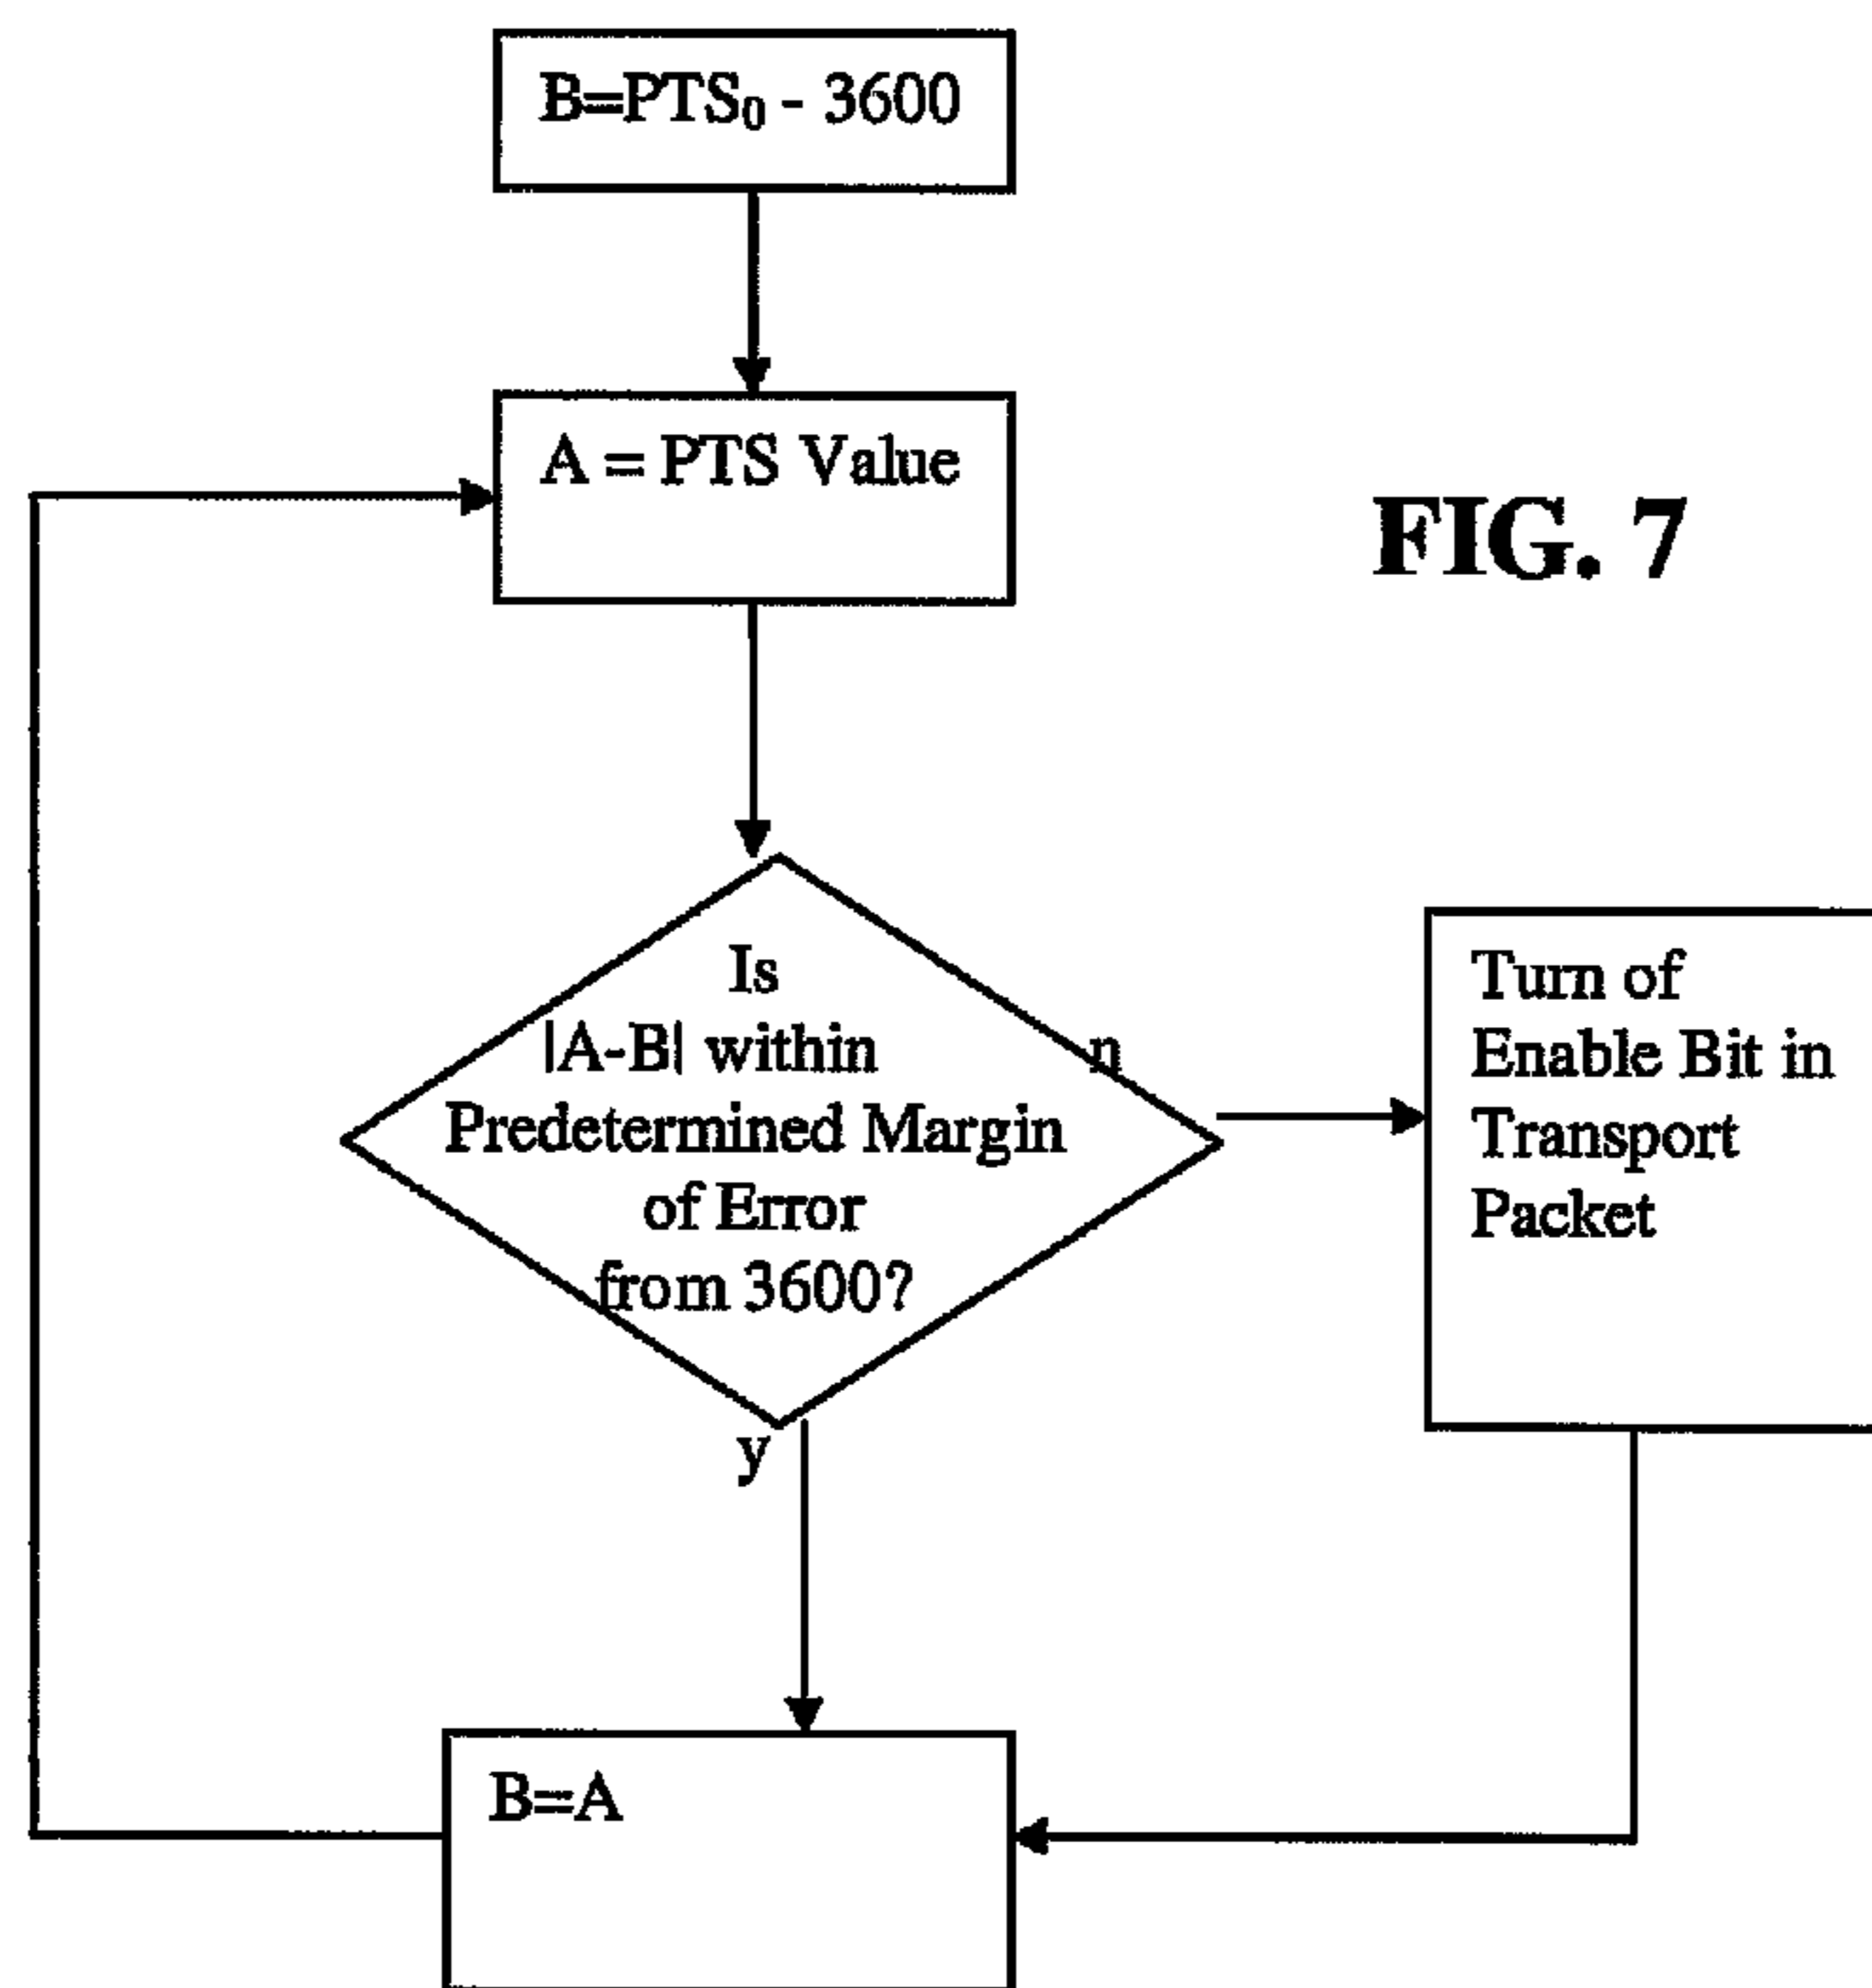 B=PTS₀ - 3600
A = PTS Value
FIG. 7
Is
|A-B| within
Predetermined Margin
of Error
from 3600?
n
Turn of
Enable Bit in
Transport
Packet
y
B=A